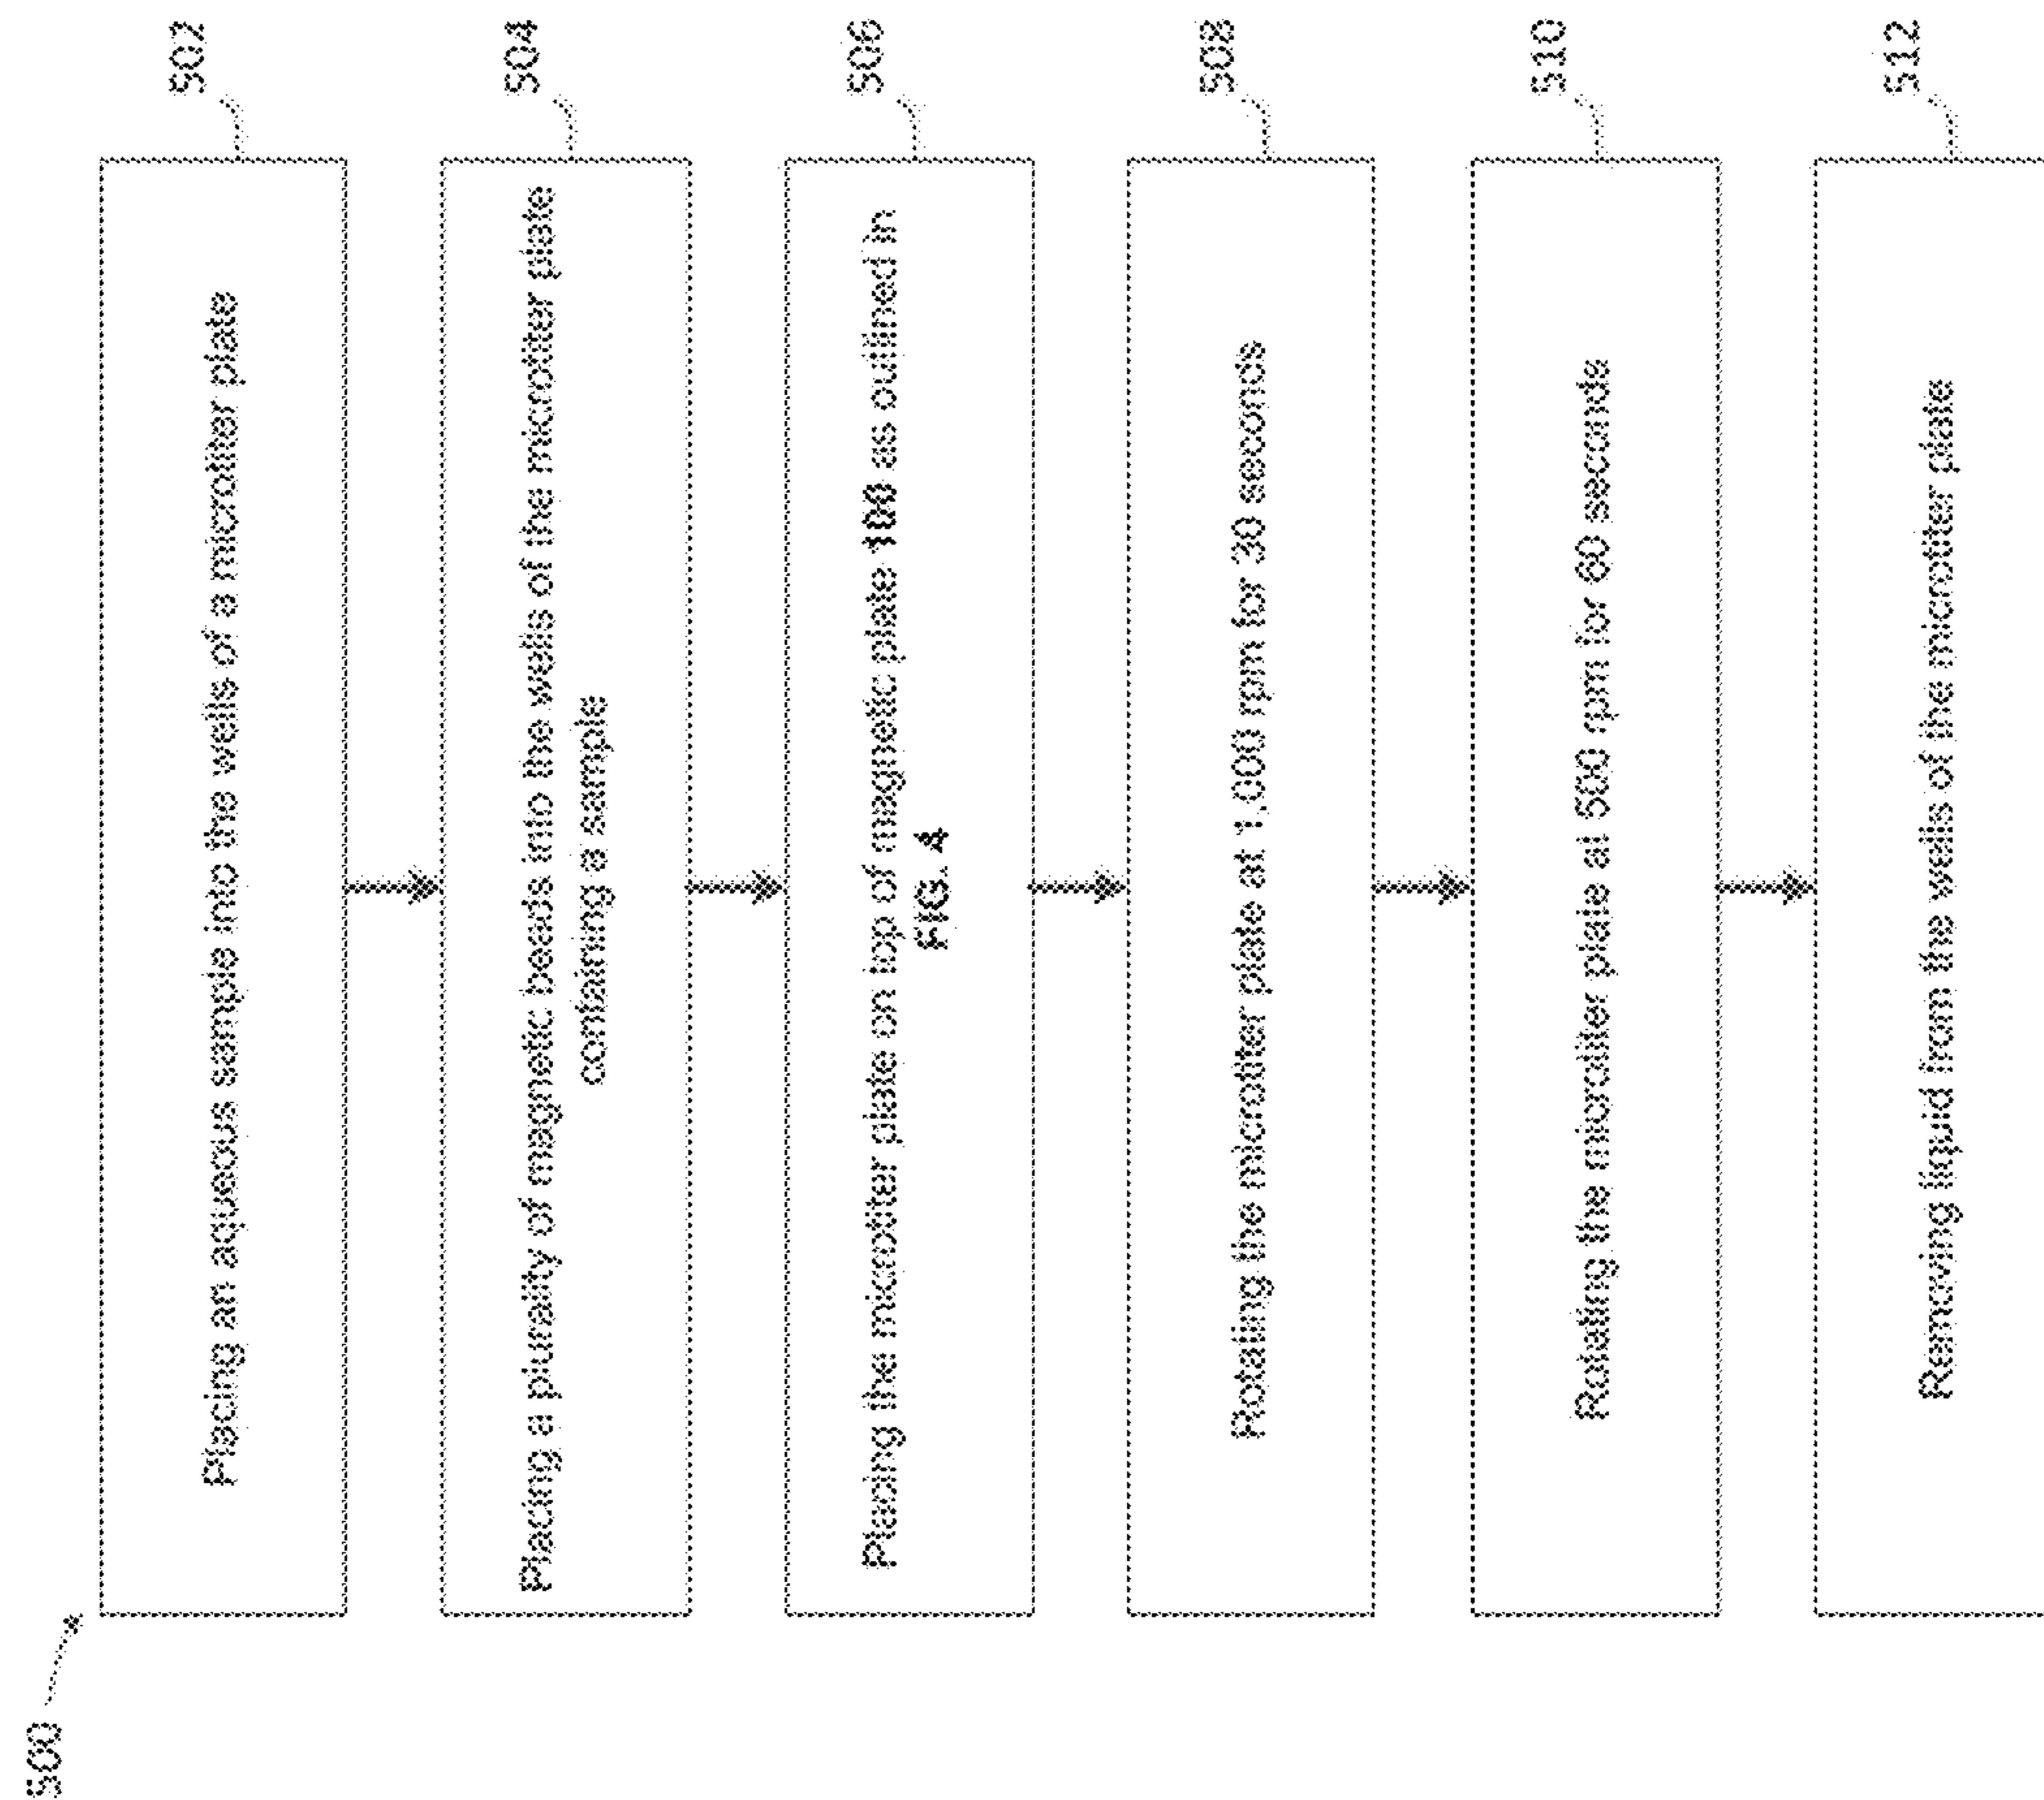 500
Placing an aqueous sample into the wells of a microtiter plate
502
Placing a plurality of magnetic beads into the wells of the microtiter plate
containing a sample
504
Placing the microtiter plate on top of magnetic plate 100 as outlined in
FIG. 4
506
Rotating the microtiter plate at 1,000 rpm for 30 seconds
508
Rotating the microtiter plate at 500 rpm for 60 seconds
510
Removing liquid from the wells of the microtiter plate
512